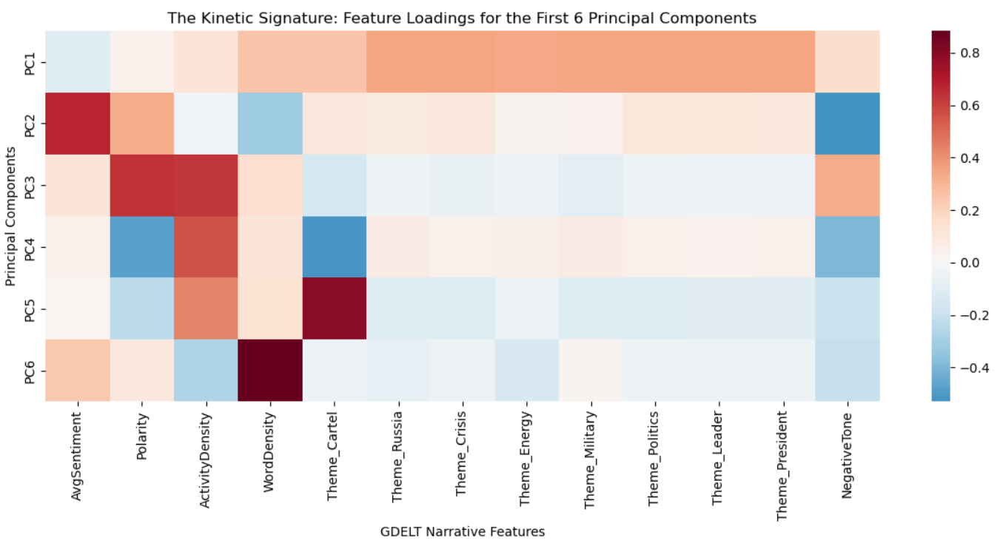 The Kinetic Signature: Feature Loadings for the First 6 Principal Components
Principal Components
PC1
PC2
PC3
PC4
PC5
PC6
AvgSentiment
Polarity
ActivityDensity
WordDensity
Theme_Cartel
Theme_Russia
Theme_Crisis
Theme_Energy
Theme_Military
Theme_Politics
Theme_Leader
Theme_President
NegativeTone
GDELT Narrative Features
0.8
0.6
0.4
0.2
0.0
−0.2
−0.4